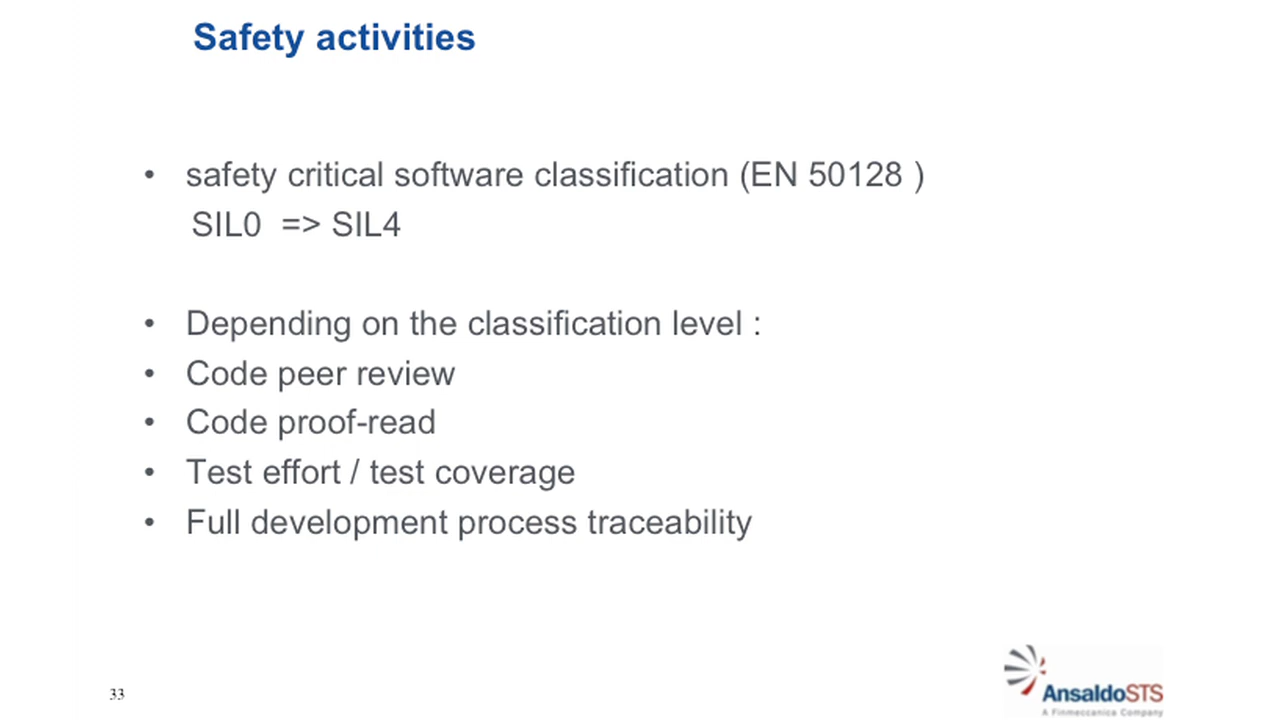 Safety activities
• safety critical software classification (EN 50128 )
SIL0 => SIL4
• Depending on the classification level :
• Code peer review
• Code proof-read
• Test effort / test coverage
• Full development process traceability
33
AnsaldoSTS
A Finmeccanica Company